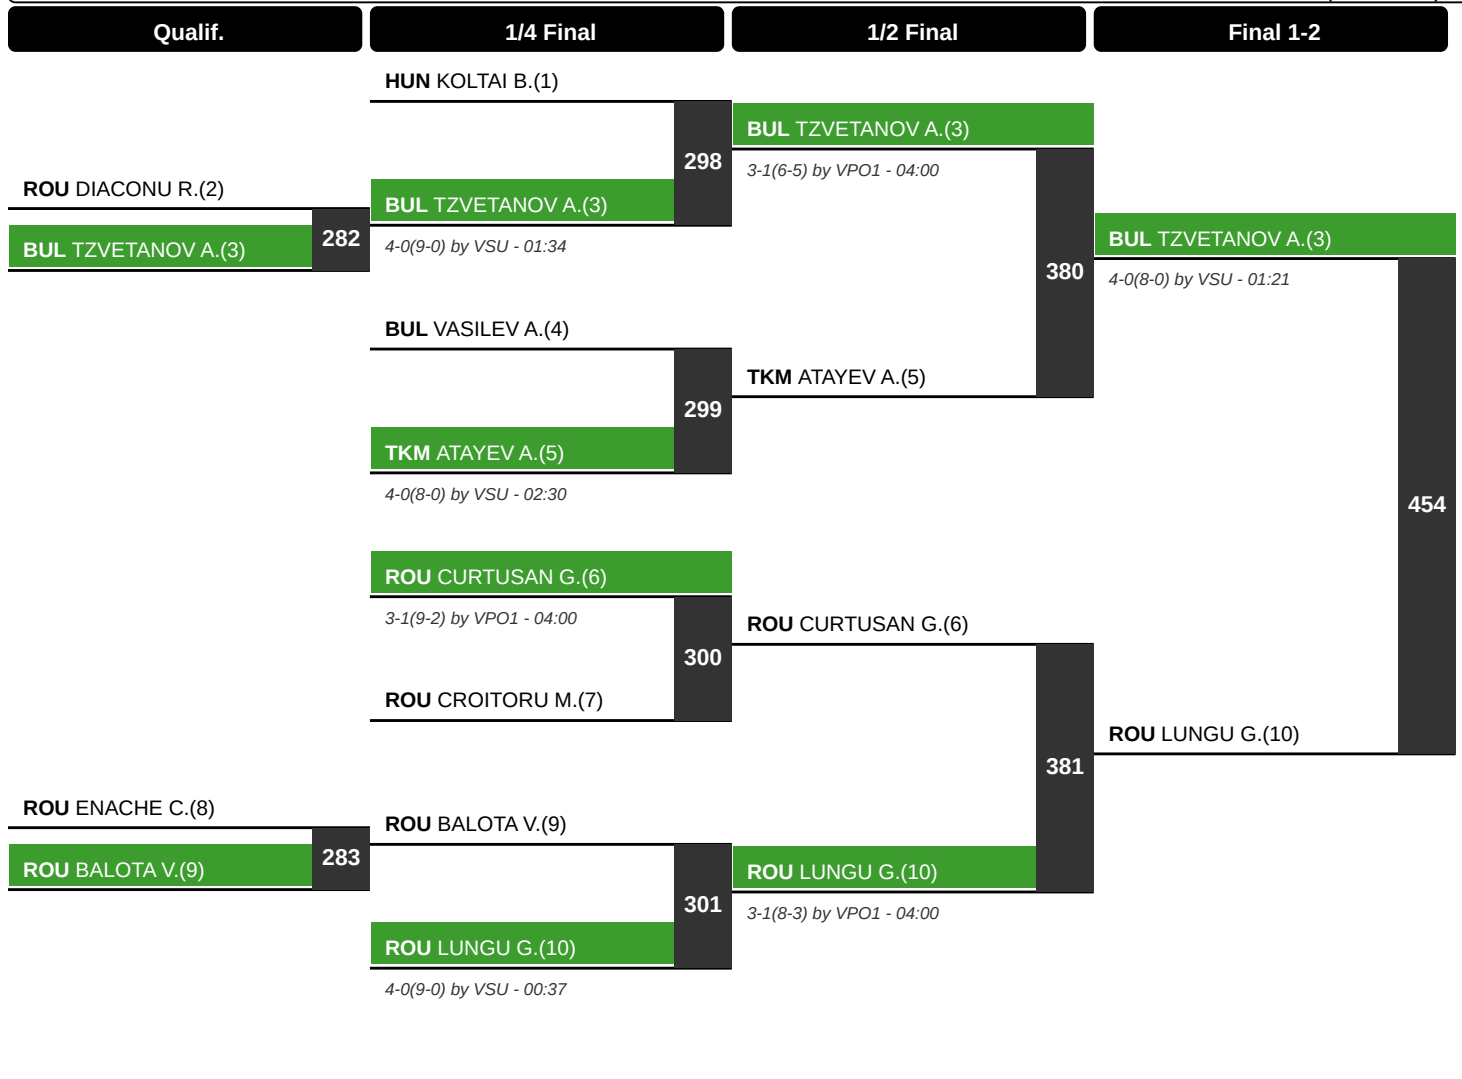 Qualif.
1/4 Final
1/2 Final
Final 1-2
HUN KOLTAI B.(1)
BUL TZVETANOV A.(3)
298
3-1(6-5) by VPO1 - 04:00
ROU DIACONU R.(2)
BUL TZVETANOV A.(3)
282
BUL TZVETANOV A.(3)
4-0(9-0) by VSU - 01:34
BUL TZVETANOV A.(3)
380
4-0(8-0) by VSU - 01:21
BUL VASILEV A.(4)
TKM ATAYEV A.(5)
299
TKM ATAYEV A.(5)
4-0(8-0) by VSU - 02:30
454
ROU CURTUSAN G.(6)
3-1(9-2) by VPO1 - 04:00
ROU CURTUSAN G.(6)
300
ROU CROITORU M.(7)
ROU LUNGU G.(10)
381
ROU ENACHE C.(8)
ROU BALOTA V.(9)
283
ROU BALOTA V.(9)
ROU LUNGU G.(10)
301
3-1(8-3) by VPO1 - 04:00
ROU LUNGU G.(10)
4-0(9-0) by VSU - 00:37